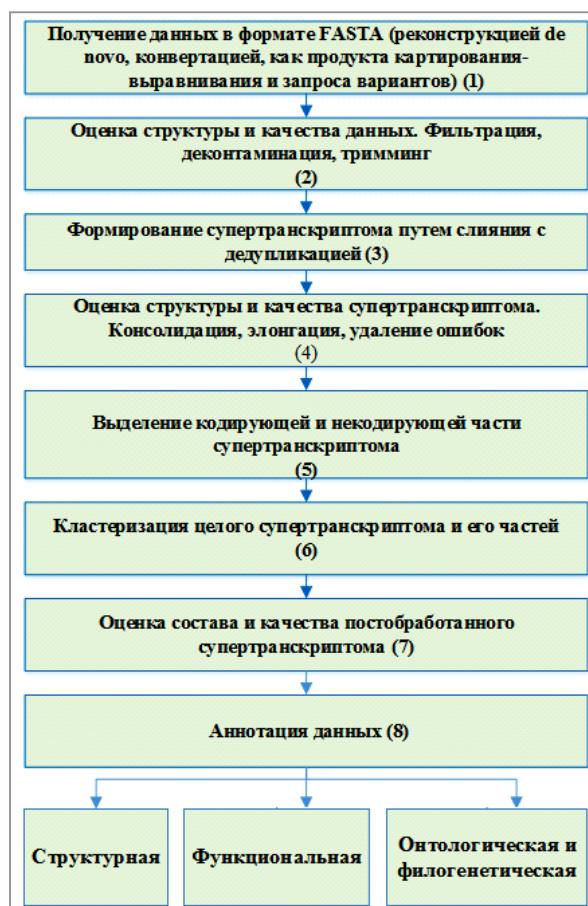 Получение данных в формате FASTA (реконструкцией de
novo, конвертацией, как продукта картирования-
выравнивания и запроса вариантов) (1)
Оценка структуры и качества данных. Фильтрация,
деконтаминация, тримминг
(2)
Формирование супертранскриптома путем слияния с
дедупликацией (3)
Оценка структуры и качества супертранскриптома.
Консолидация, элонгация, удаление ошибок
(4)
Выделение кодирующей и некодирующей части
супертранскриптома
(5)
Кластеризация целого супертранскриптома и его частей
(6)
Оценка состава и качества постобработанного
супертранскриптома (7)
Аннотация данных (8)
Структурная
Функциональная
Онтологическая и
филогенетическая